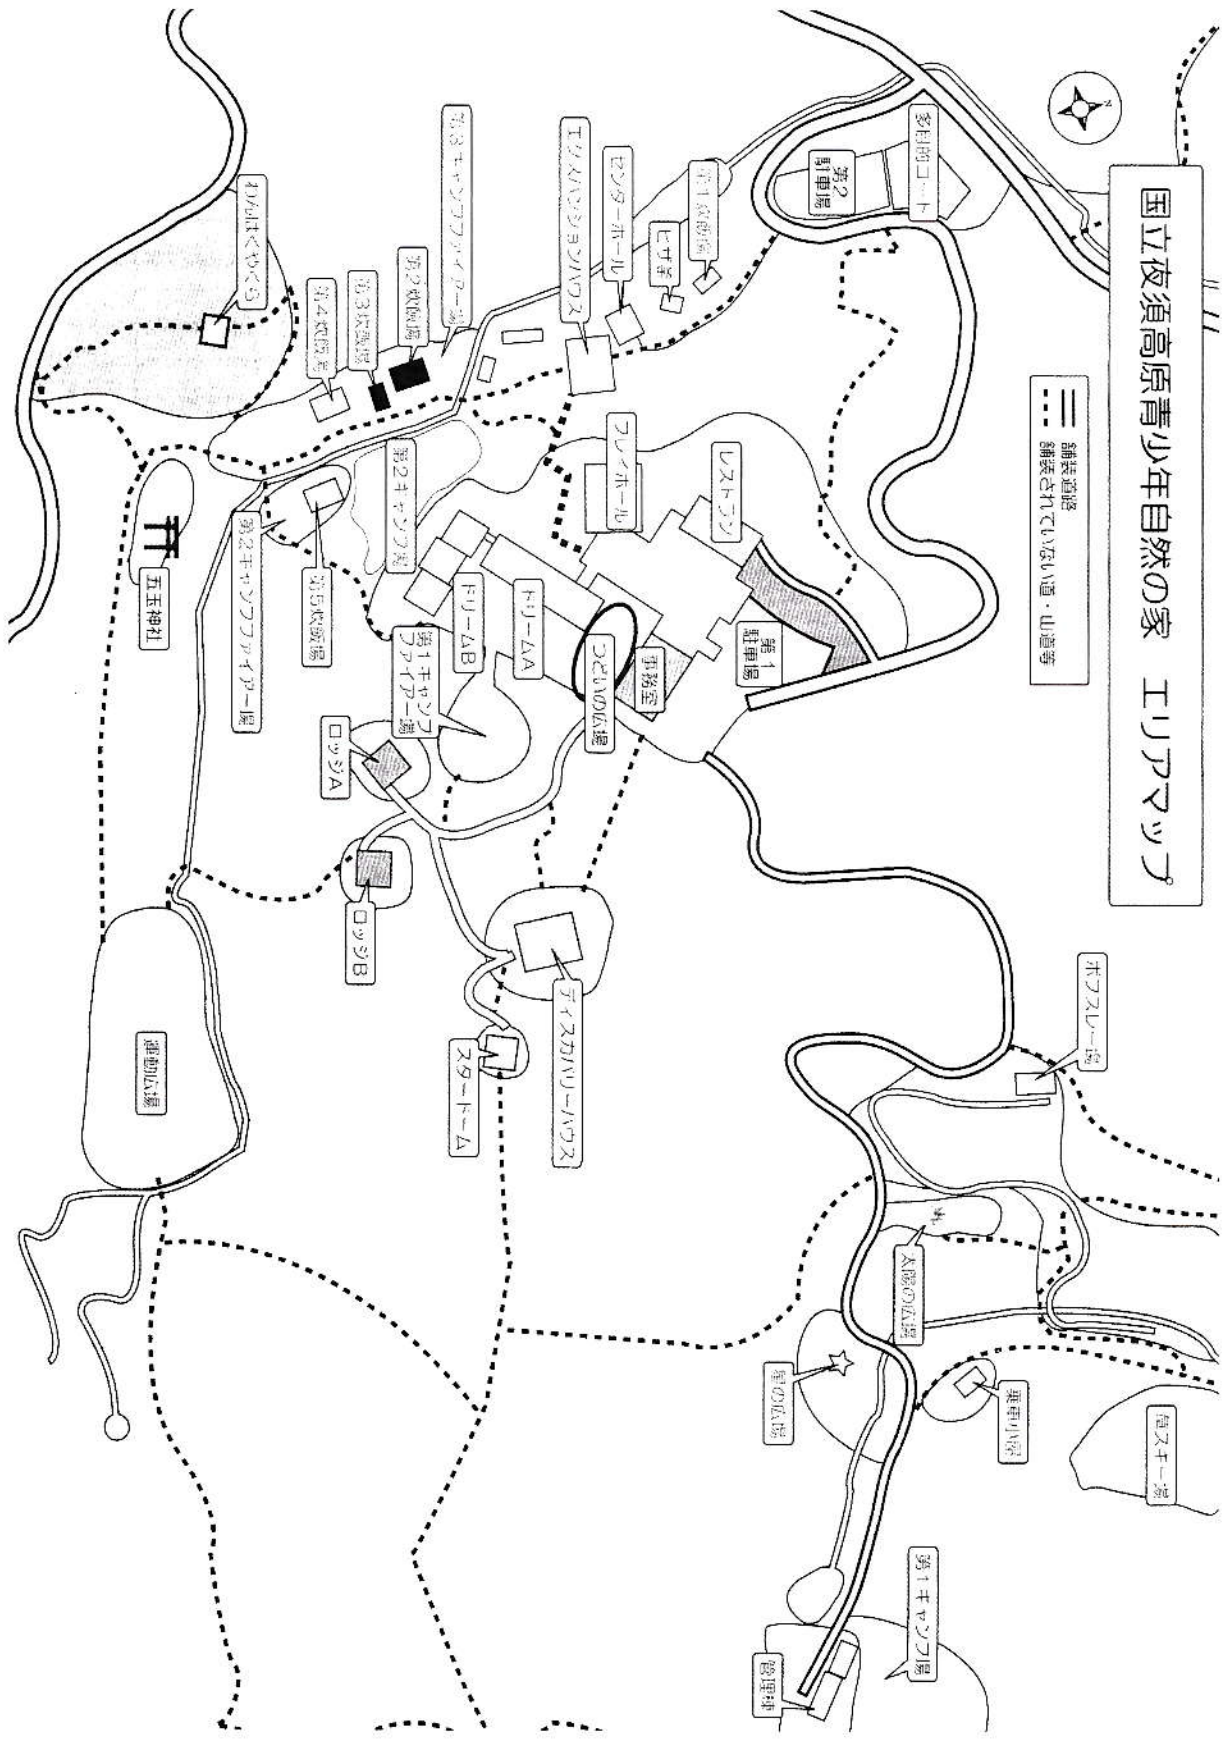 国立夜須高原青少年自然の家 エリアマップ
N
舗装道路
舗装されていない道・山道等
多目的コート
第2
駐車場
第1炊飯場
ピザ釜
センターホール
エクスパンションハウス
第3キャンプファイアー場
第2炊飯場
第3炊飯場
第4炊飯場
わんぱくやぐら
プレイホール
レストラン
第2キャンプ場
第1
駐車場
事務室
つどいの広場
ドリームA
ドリームB
第1キャンプ
ファイアー場
第5炊飯場
第2キャンプファイアー場
五玉神社
ロッジA
ロッジB
ディスカバリーハウス
スタードーム
運動広場
ボブスレー場
太陽の広場
星の広場
乗車小屋
草スキー場
第1キャンプ場
管理棟